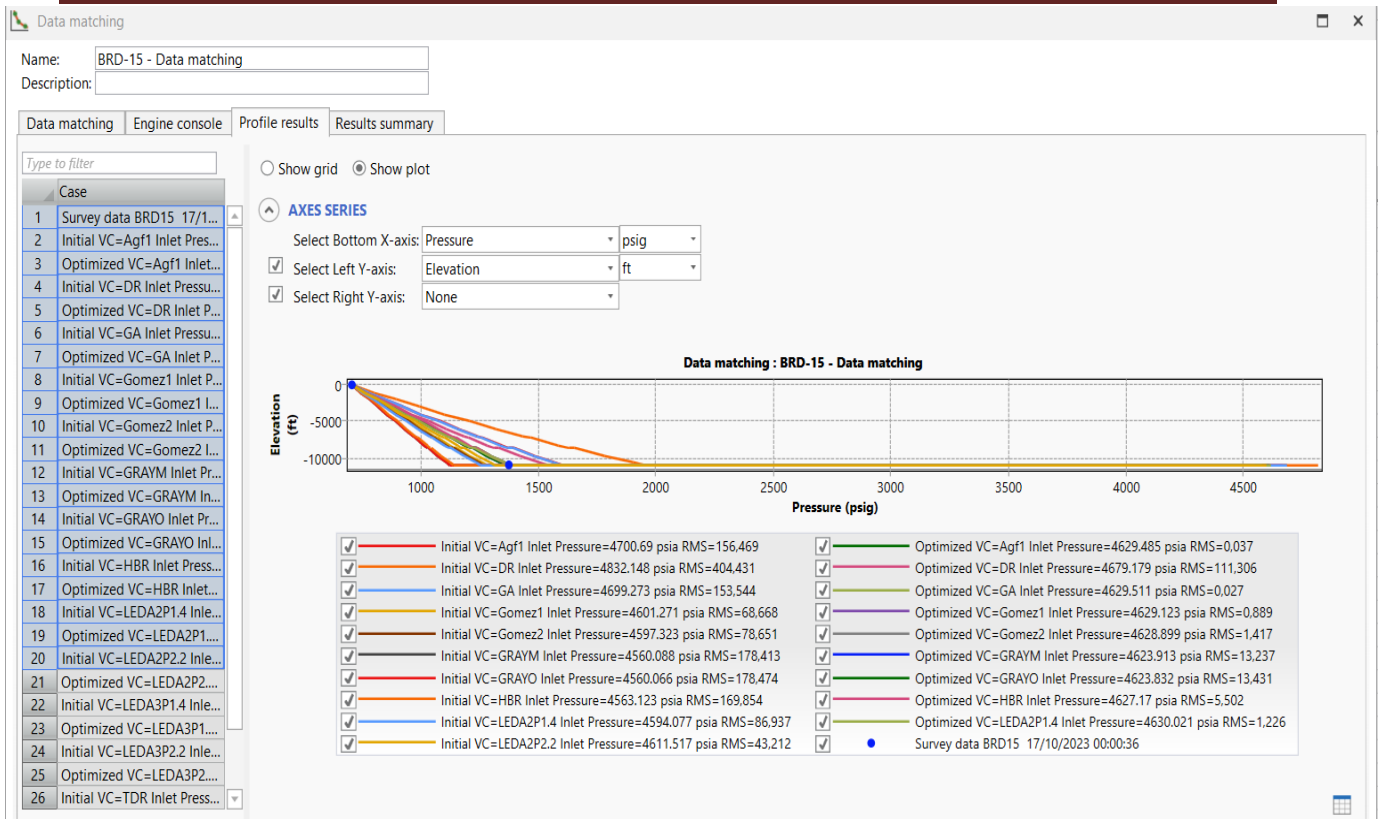 Data matching
Name: BRD-15 - Data matching
Description:
Data matching Engine console Profile results Results summary
Type to filter
Case
1 Survey data BRD15 17/1...
2 Initial VC=Agf1 Inlet Pres...
3 Optimized VC=Agf1 Inlet...
4 Initial VC=DR Inlet Pressu...
5 Optimized VC=DR Inlet P...
6 Initial VC=GA Inlet Pressu...
7 Optimized VC=GA Inlet P...
8 Initial VC=Gomez1 Inlet P...
9 Optimized VC=Gomez1 I...
10 Initial VC=Gomez2 Inlet P...
11 Optimized VC=Gomez2 I...
12 Initial VC=GRAYM Inlet Pr...
13 Optimized VC=GRAYM In...
14 Initial VC=GRAYO Inlet Pr...
15 Optimized VC=GRAYO Inl...
16 Initial VC=HBR Inlet Press...
17 Optimized VC=HBR Inlet...
18 Initial VC=LEDA2P1.4 Inle...
19 Optimized VC=LEDA2P1....
20 Initial VC=LEDA2P2.2 Inle...
21 Optimized VC=LEDA2P2....
22 Initial VC=LEDA3P1.4 Inle...
23 Optimized VC=LEDA3P1....
24 Initial VC=LEDA3P2.2 Inle...
25 Optimized VC=LEDA3P2....
26 Initial VC=TDR Inlet Press...
Show grid Show plot
AXES SERIES
Select Bottom X-axis: Pressure psig
Select Left Y-axis: Elevation ft
Select Right Y-axis: None
Data matching : BRD-15 - Data matching
Elevation
(ft)
0
-5000
-10000
1000 1500 2000 2500 3000 3500 4000 4500
Pressure (psig)
Initial VC=Agf1 Inlet Pressure=4700.69 psia RMS=156,469 Optimized VC=Agf1 Inlet Pressure=4629.485 psia RMS=0,037
Initial VC=DR Inlet Pressure=4832.148 psia RMS=404,431 Optimized VC=DR Inlet Pressure=4679.179 psia RMS=111,306
Initial VC=GA Inlet Pressure=4699.273 psia RMS=153,544 Optimized VC=GA Inlet Pressure=4629.511 psia RMS=0,027
Initial VC=Gomez1 Inlet Pressure=4601.271 psia RMS=68,668 Optimized VC=Gomez1 Inlet Pressure=4629.123 psia RMS=0,889
Initial VC=Gomez2 Inlet Pressure=4597.323 psia RMS=78,651 Optimized VC=Gomez2 Inlet Pressure=4628.899 psia RMS=1,417
Initial VC=GRAYM Inlet Pressure=4560.088 psia RMS=178,413 Optimized VC=GRAYM Inlet Pressure=4623.913 psia RMS=13,237
Initial VC=GRAYO Inlet Pressure=4560.066 psia RMS=178,474 Optimized VC=GRAYO Inlet Pressure=4623.832 psia RMS=13,431
Initial VC=HBR Inlet Pressure=4563.123 psia RMS=169,854 Optimized VC=HBR Inlet Pressure=4627.17 psia RMS=5,502
Initial VC=LEDA2P1.4 Inlet Pressure=4594.077 psia RMS=86,937 Optimized VC=LEDA2P1.4 Inlet Pressure=4630.021 psia RMS=1,226
Initial VC=LEDA2P2.2 Inlet Pressure=4611.517 psia RMS=43,212 Survey data BRD15 17/10/2023 00:00:36